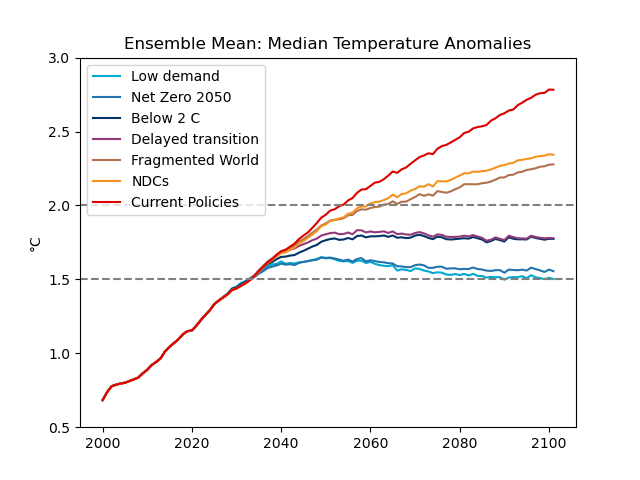 Ensemble Mean: Median Temperature Anomalies
3.0
2.5
2.0
1.5
1.0
0.5
°C
Low demand
Net Zero 2050
Below 2 C
Delayed transition
Fragmented World
NDCs
Current Policies
2000 2020 2040 2060 2080 2100